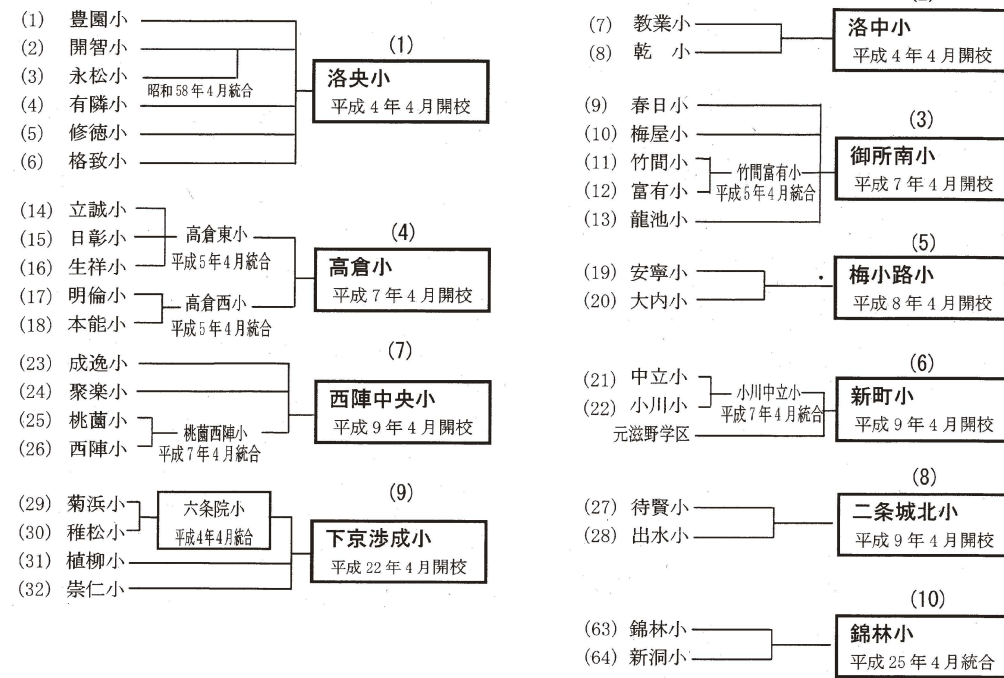 (1) 豊園小
(2) 開智小
(3) 永松小
昭和58年4月統合
(4) 有隣小
(5) 修徳小
(6) 格致小
(1)
洛央小
平成4年4月開校
(14) 立誠小
(15) 日彰小
(16) 生祥小
高倉東小
平成5年4月統合
(17) 明倫小
(18) 本能小
高倉西小
平成5年4月統合
(4)
高倉小
平成7年4月開校
(23) 成逸小
(24) 聚楽小
(25) 桃薗小
(26) 西陣小
桃薗西陣小
平成7年4月統合
(7)
西陣中央小
平成9年4月開校
(29) 菊浜小
(30) 稚松小
六条院小
平成4年4月統合
(31) 植柳小
(32) 崇仁小
(9)
下京渉成小
平成22年4月開校
(7) 教業小
(8) 乾 小
洛中小
平成4年4月開校
(9) 春日小
(10) 梅屋小
(11) 竹間小
(12) 富有小
竹間富有小
平成5年4月統合
(13) 龍池小
(3)
御所南小
平成7年4月開校
(19) 安寧小
(20) 大内小
(5)
梅小路小
平成8年4月開校
(21) 中立小
(22) 小川小
小川中立小
平成7年4月統合
元滋野学区
(6)
新町小
平成9年4月開校
(27) 待賢小
(28) 出水小
(8)
二条城北小
平成9年4月開校
(63) 錦林小
(64) 新洞小
(10)
錦林小
平成25年4月統合